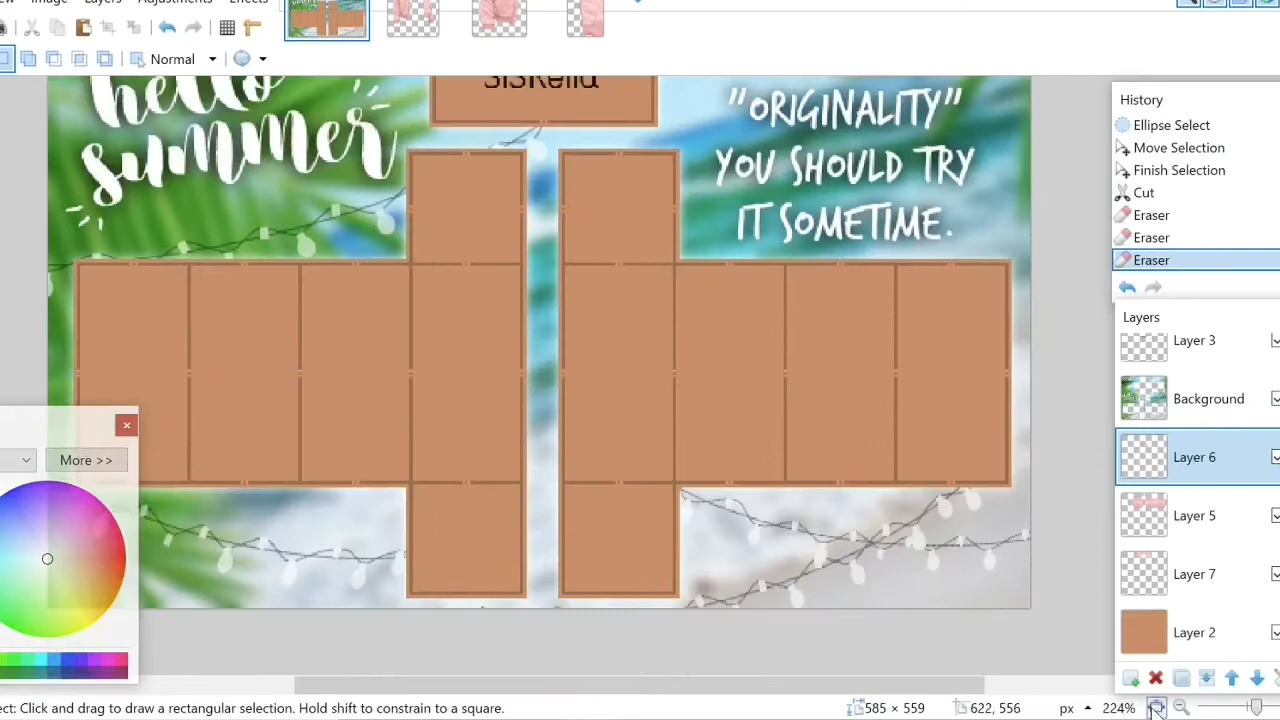 Image
Layers
Adjustments
Effects
Normal
hello
summer
SISKella
"ORIGINALITY"
YOU SHOULD TRY
IT SOMETIME.
History
Ellipse Select
Move Selection
Finish Selection
Cut
Eraser
Eraser
Eraser
Layers
Layer 3
Background
Layer 6
Layer 5
Layer 7
Layer 2
More >>
ect: Click and drag to draw a rectangular selection. Hold shift to constrain to a square.
585 × 559
622, 556
px
224%